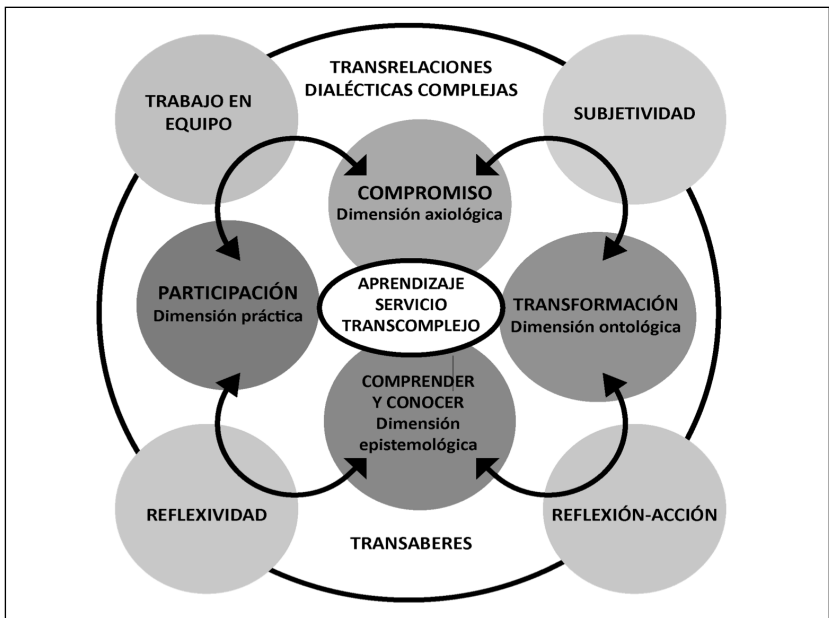 TRANSRELACIONES
DIALÉCTICAS COMPLEJAS
TRABAJO EN
EQUIPO
SUBJETIVIDAD
COMPROMISO
Dimensión axiológica
PARTICIPACIÓN
Dimensión práctica
APRENDIZAJE
SERVICIO
TRANSCOMPLEJO
TRANSFORMACIÓN
Dimensión ontológica
COMPRENDER
Y CONOCER
Dimensión
epistemológica
REFLEXIVIDAD
REFLEXIÓN-ACCIÓN
TRANSABERES